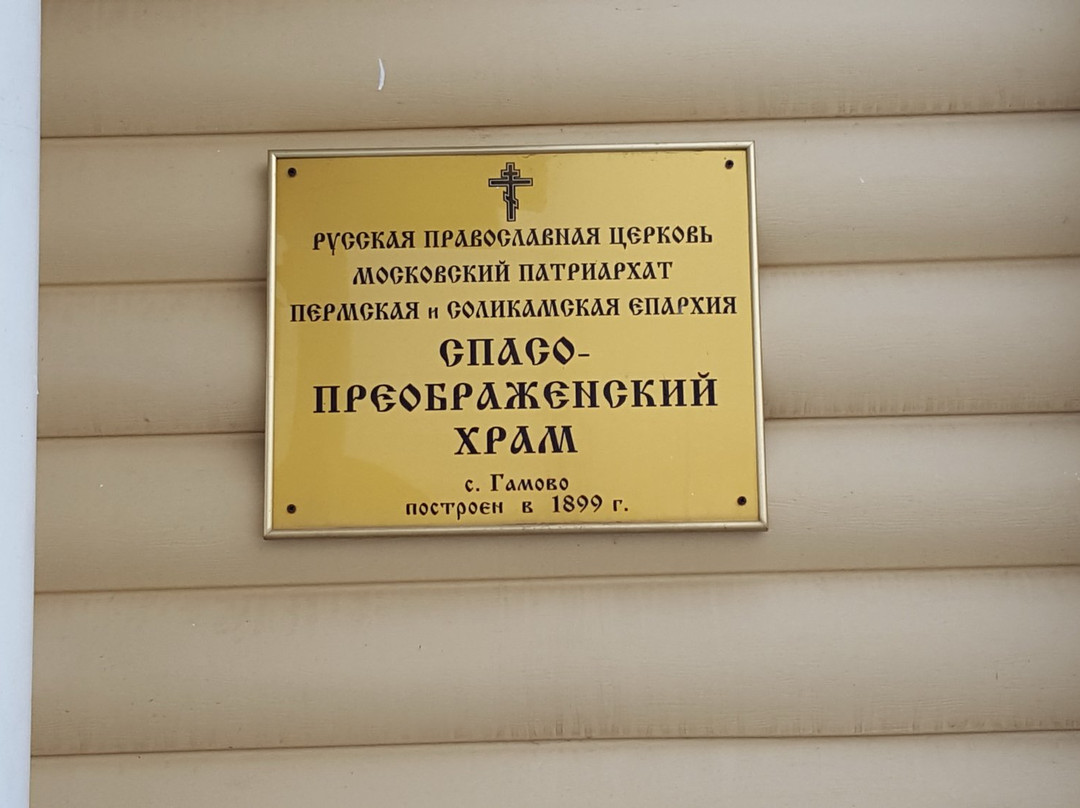 РУССКАЯ ПРАВОСЛАВНАЯ ЦЕРКОВЬ
МОСКОВСКИЙ ПАТРИАРХАТ
ПЕРМСКАЯ и СОЛИКАМСКАЯ ЕПАРХИЯ
СПАСО-
ПРЕОБРАЖЕНСКИЙ
ХРАМ
с. Гамово
построен в 1899 г.